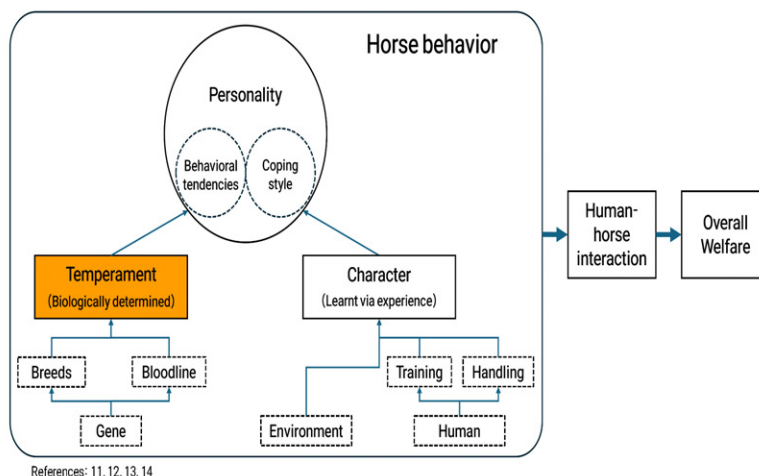 Horse behavior
Personality
Behavioral
tendencies
Coping
style
Temperament
(Biologically determined)
Character
(Learnt via experience)
Breeds
Bloodline
Gene
Environment
Training
Handling
Human
Human-
horse
interaction
Overall
Welfare
References: 11, 12, 13, 14